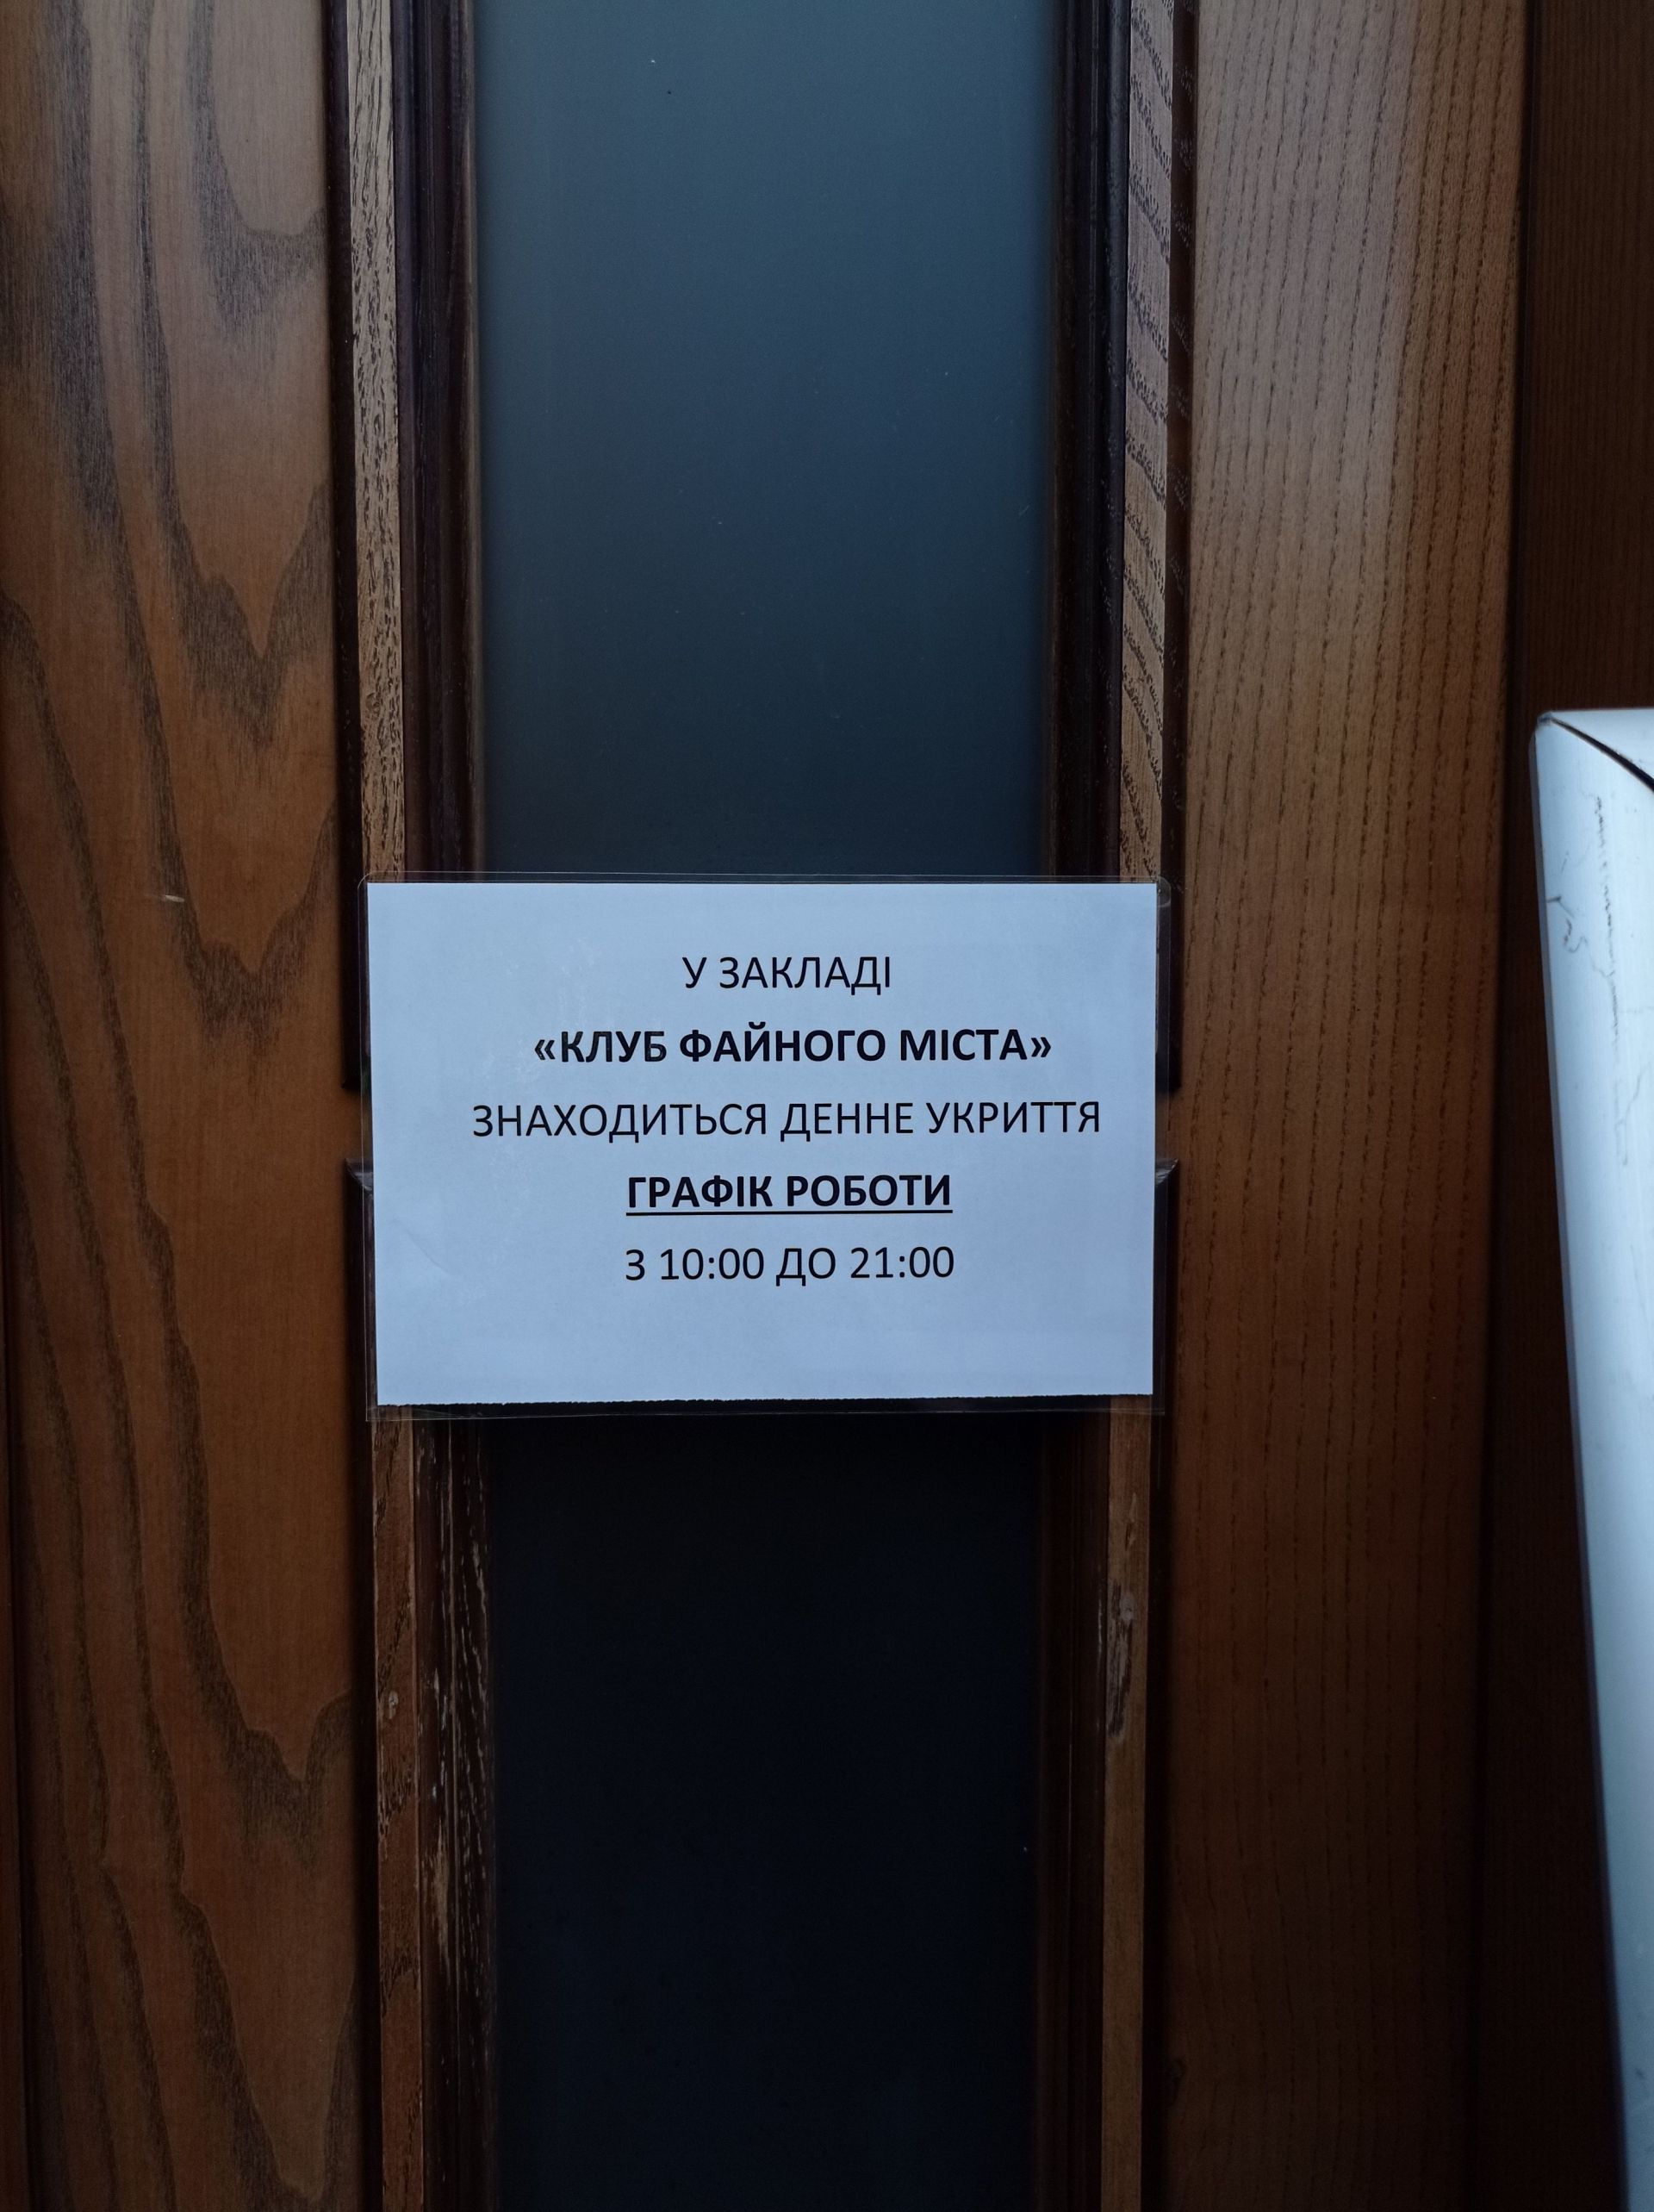 У ЗАКЛАДІ
«КЛУБ ФАЙНОГО МІСТА»
ЗНАХОДИТЬСЯ ДЕННЕ УКРИТТЯ
ГРАФІК РОБОТИ
З 10:00 ДО 21:00